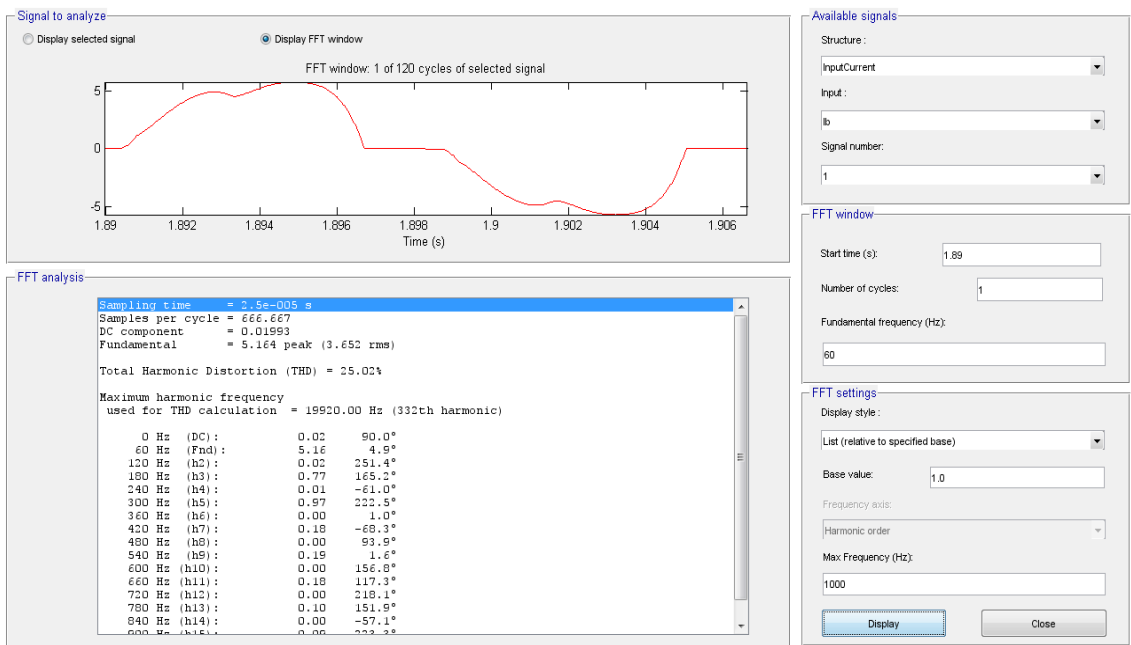 Signal to analyze
Display selected signal
Display FFT window
FFT window: 1 of 120 cycles of selected signal
5
0
-5
1.89 1.892 1.894 1.896 1.898 1.9 1.902 1.904 1.906
Time (s)
FFT analysis
Sampling time = 2.5e-005 s
Samples per cycle = 666.667
DC component = 0.01993
Fundamental = 5.164 peak (3.652 rms)
Total Harmonic Distortion (THD) = 25.02%
Maximum harmonic frequency
used for THD calculation = 19920.00 Hz (332th harmonic)
0 Hz (DC): 0.02 90.0°
60 Hz (Fnd): 5.16 4.9°
120 Hz (h2): 0.02 251.4°
180 Hz (h3): 0.77 165.2°
240 Hz (h4): 0.01 -61.0°
300 Hz (h5): 0.97 222.5°
360 Hz (h6): 0.00 1.0°
420 Hz (h7): 0.18 -68.3°
480 Hz (h8): 0.00 93.9°
540 Hz (h9): 0.19 1.6°
600 Hz (h10): 0.00 156.8°
660 Hz (h11): 0.18 117.3°
720 Hz (h12): 0.00 218.1°
780 Hz (h13): 0.10 151.9°
840 Hz (h14): 0.00 -57.1°
900 Hz (h15): 0.09 223.3°
Available signals
Structure :
InputCurrent
Input :
Ib
Signal number:
1
FFT window
Start time (s): 1.89
Number of cycles: 1
Fundamental frequency (Hz):
60
FFT settings
Display style :
List (relative to specified base)
Base value: 1.0
Frequency axis:
Harmonic order
Max Frequency (Hz):
1000
Display
Close